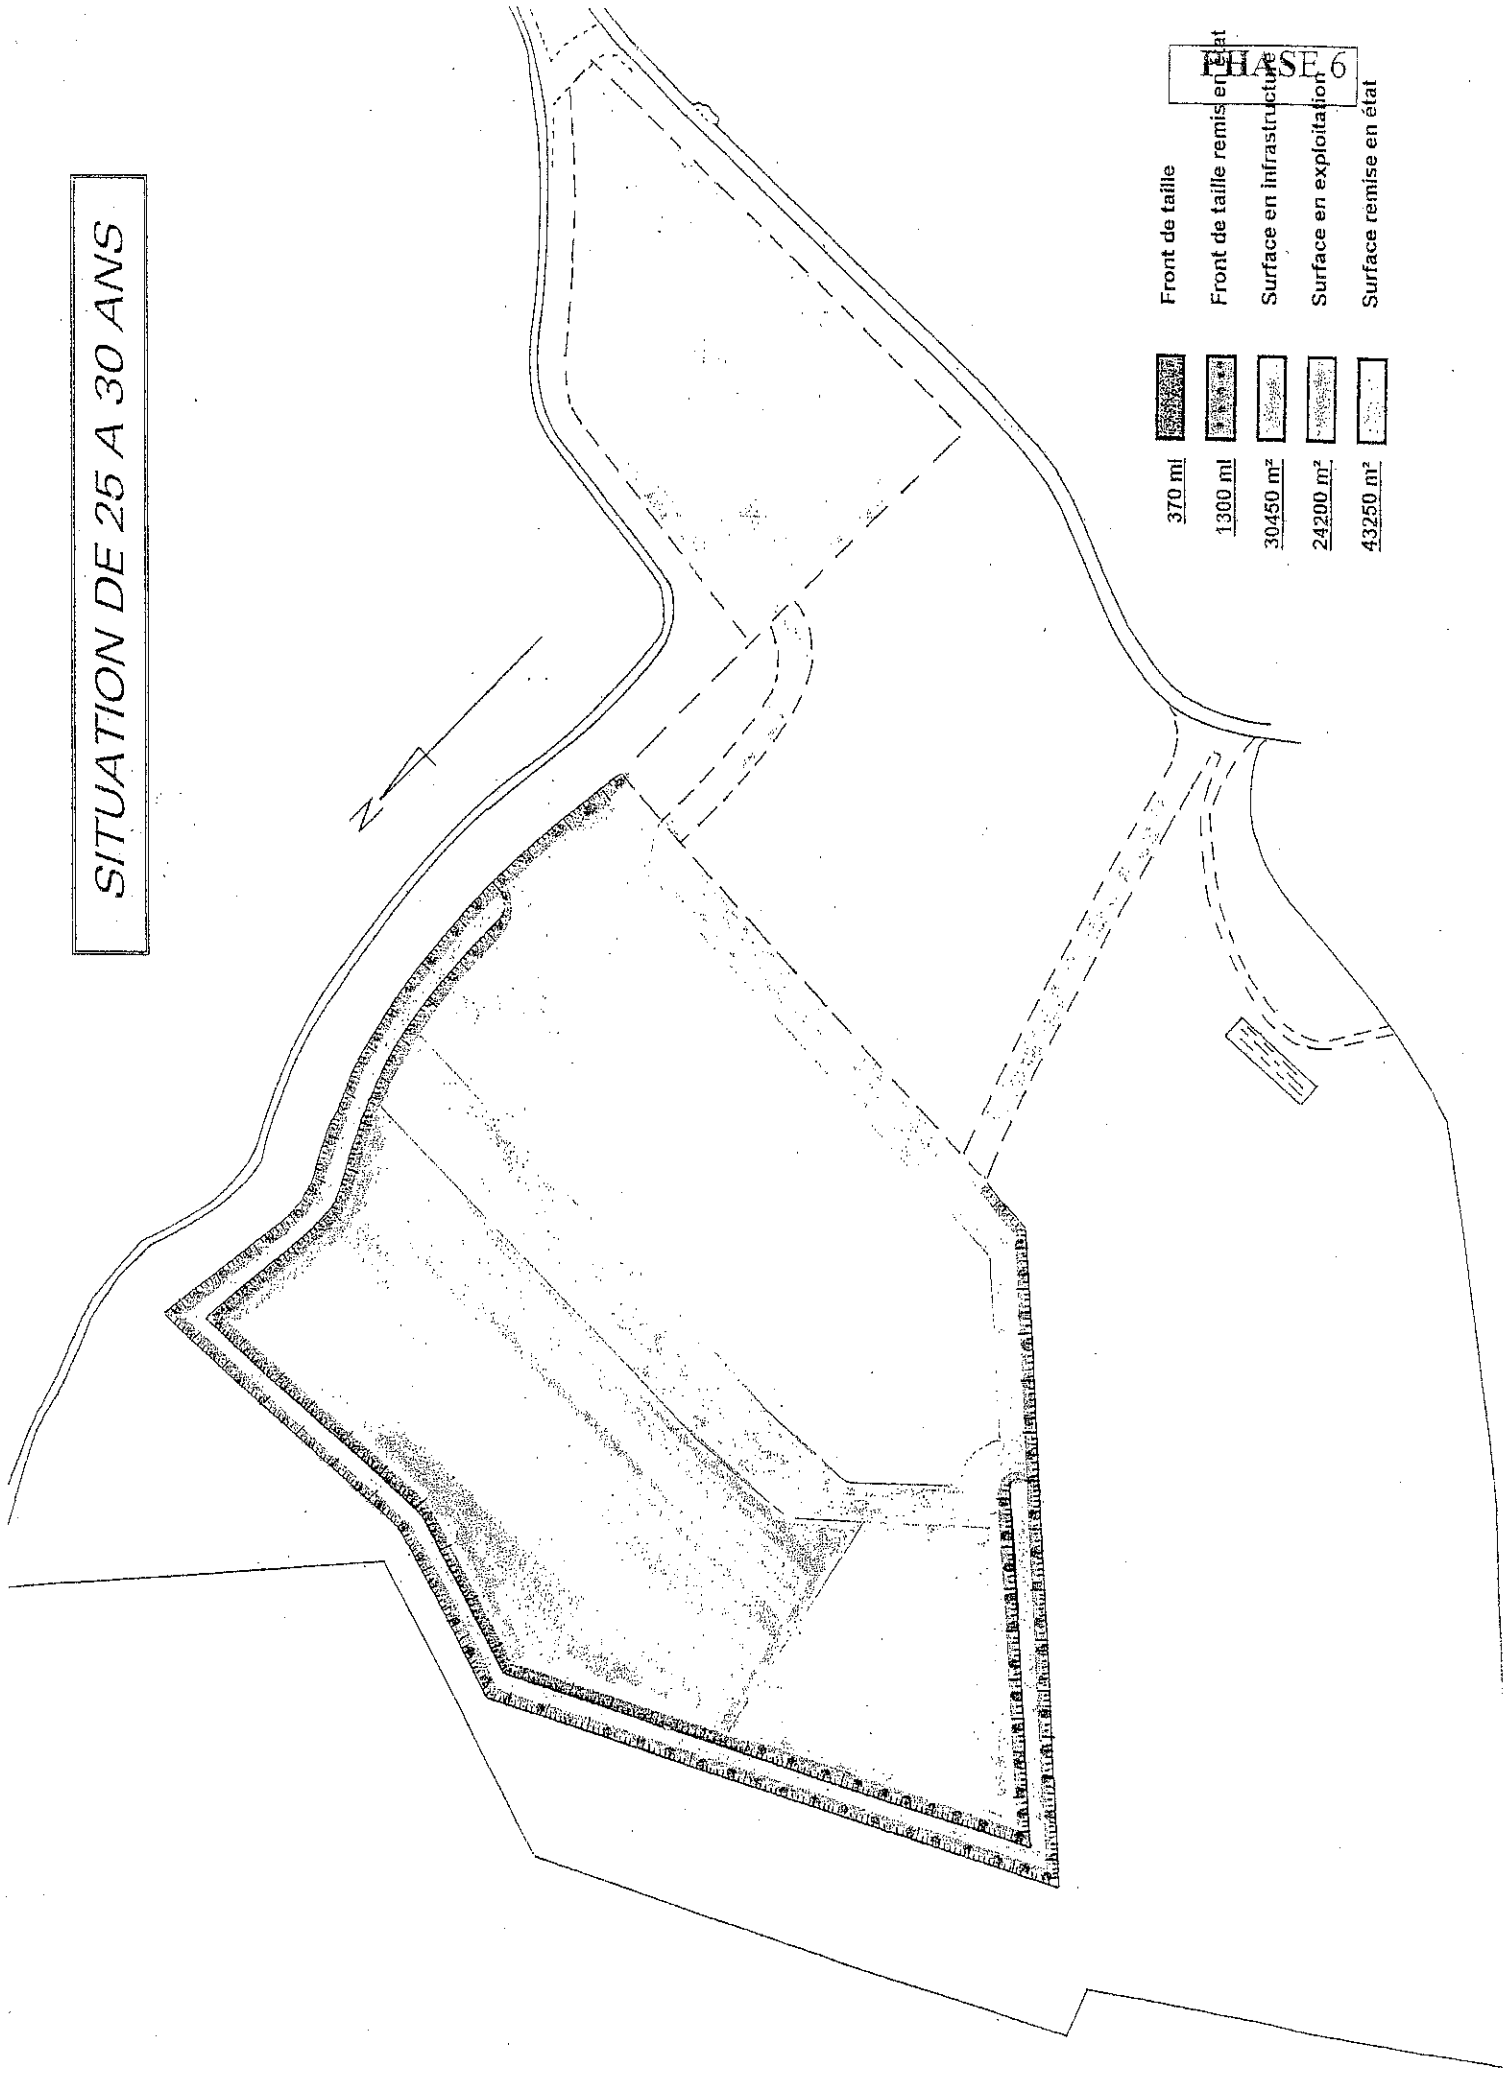 SITUATION DE 25 A 30 ANS
N
PHASE 6
370 ml Front de taille
1300 ml Front de taille remis en état
30450 m² Surface en infrastructure
24200 m² Surface en exploitation
43250 m² Surface remise en état